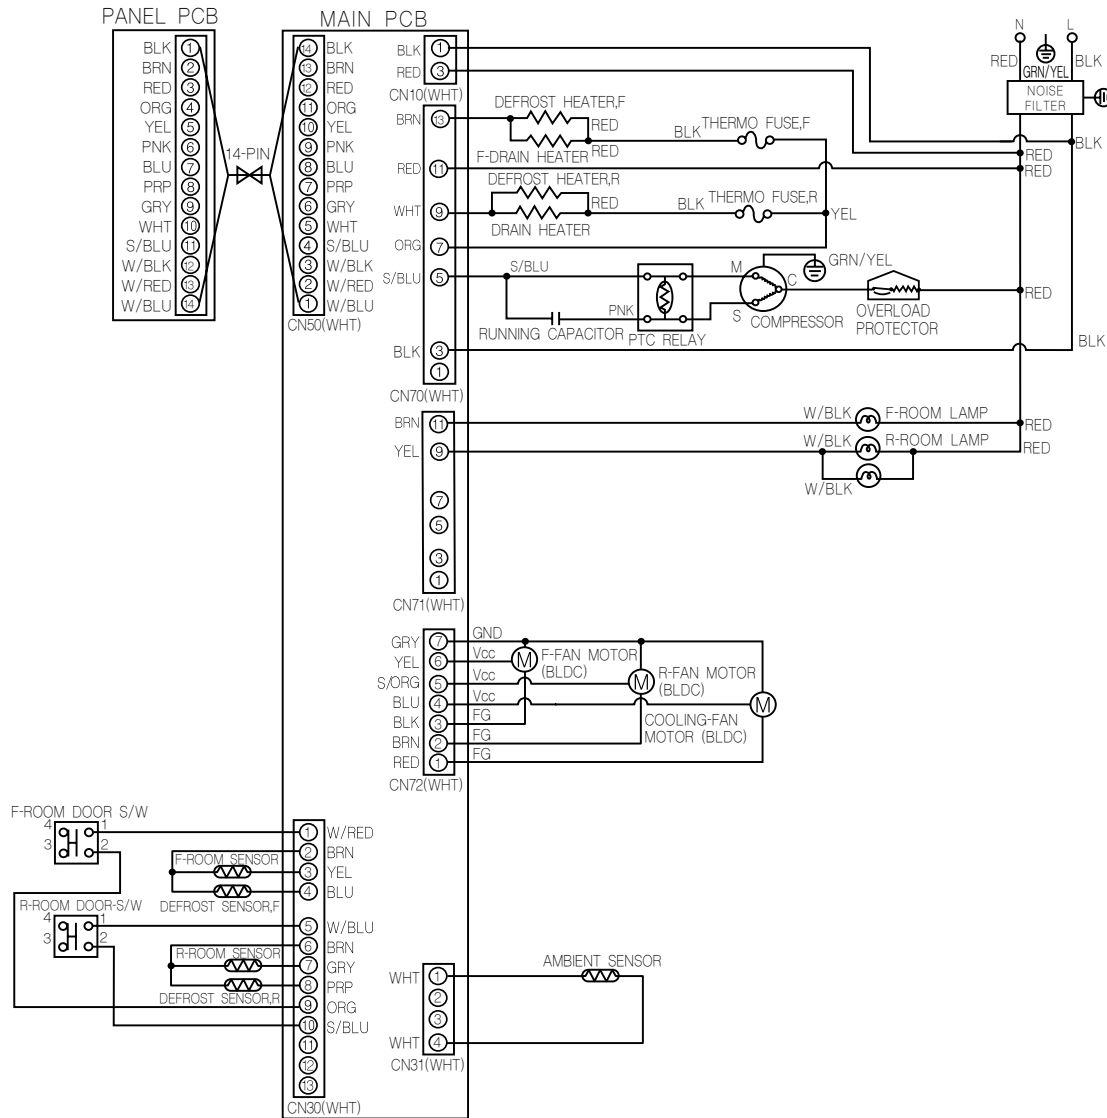 PANEL PCB
BLK 1
BRN 2
RED 3
ORG 4
YEL 5
PNK 6
BLU 7
PRP 8
GRY 9
WHT 10
S/BLU 11
W/BLK 12
W/RED 13
W/BLU 14
14-PIN
MAIN PCB
14 BLK
13 BRN
12 RED
11 ORG
10 YEL
9 PNK
8 BLU
7 PRP
6 GRY
5 WHT
4 S/BLU
3 W/BLK
2 W/RED
1 W/BLU
CN50(WHT)
BLK 1
RED 3
CN10(WHT)
BRN 13
RED 11
WHT 9
ORG 7
S/BLU 5
BLK 3
1
CN70(WHT)
DEFROST HEATER,F
RED
F-DRAIN HEATER
RED
BLK
THERMO FUSE,F
DEFROST HEATER,R
RED
DRAIN HEATER
BLK
THERMO FUSE,R
YEL
S/BLU
RUNNING CAPACITOR
PNK
PTC RELAY
M
C
S
COMPRESSOR
GRN/YEL
OVERLOAD
PROTECTOR
N
L
RED
GRN/YEL
BLK
NOISE
FILTER
BLK
RED
RED
RED
BLK
BRN 11
YEL 9
7
5
3
1
CN71(WHT)
W/BLK
F-ROOM LAMP
RED
W/BLK
R-ROOM LAMP
RED
W/BLK
GRY 7 GND
YEL 6 Vcc
S/ORG 5 Vcc
BLU 4 Vcc
BLK 3 FG
BRN 2 FG
RED 1 FG
CN72(WHT)
M
F-FAN MOTOR
(BLDC)
M
R-FAN MOTOR
(BLDC)
M
COOLING-FAN
MOTOR (BLDC)
F-ROOM DOOR S/W
4 1
3 2
R-ROOM DOOR-S/W
4 1
3 2
F-ROOM SENSOR
DEFROST SENSOR,F
R-ROOM SENSOR
DEFROST SENSOR,R
1 W/RED
2 BRN
3 YEL
4 BLU
5 W/BLU
6 BRN
7 GRY
8 PRP
9 ORG
10 S/BLU
11
12
13
CN30(WHT)
WHT 1
2
3
WHT 4
CN31(WHT)
AMBIENT SENSOR